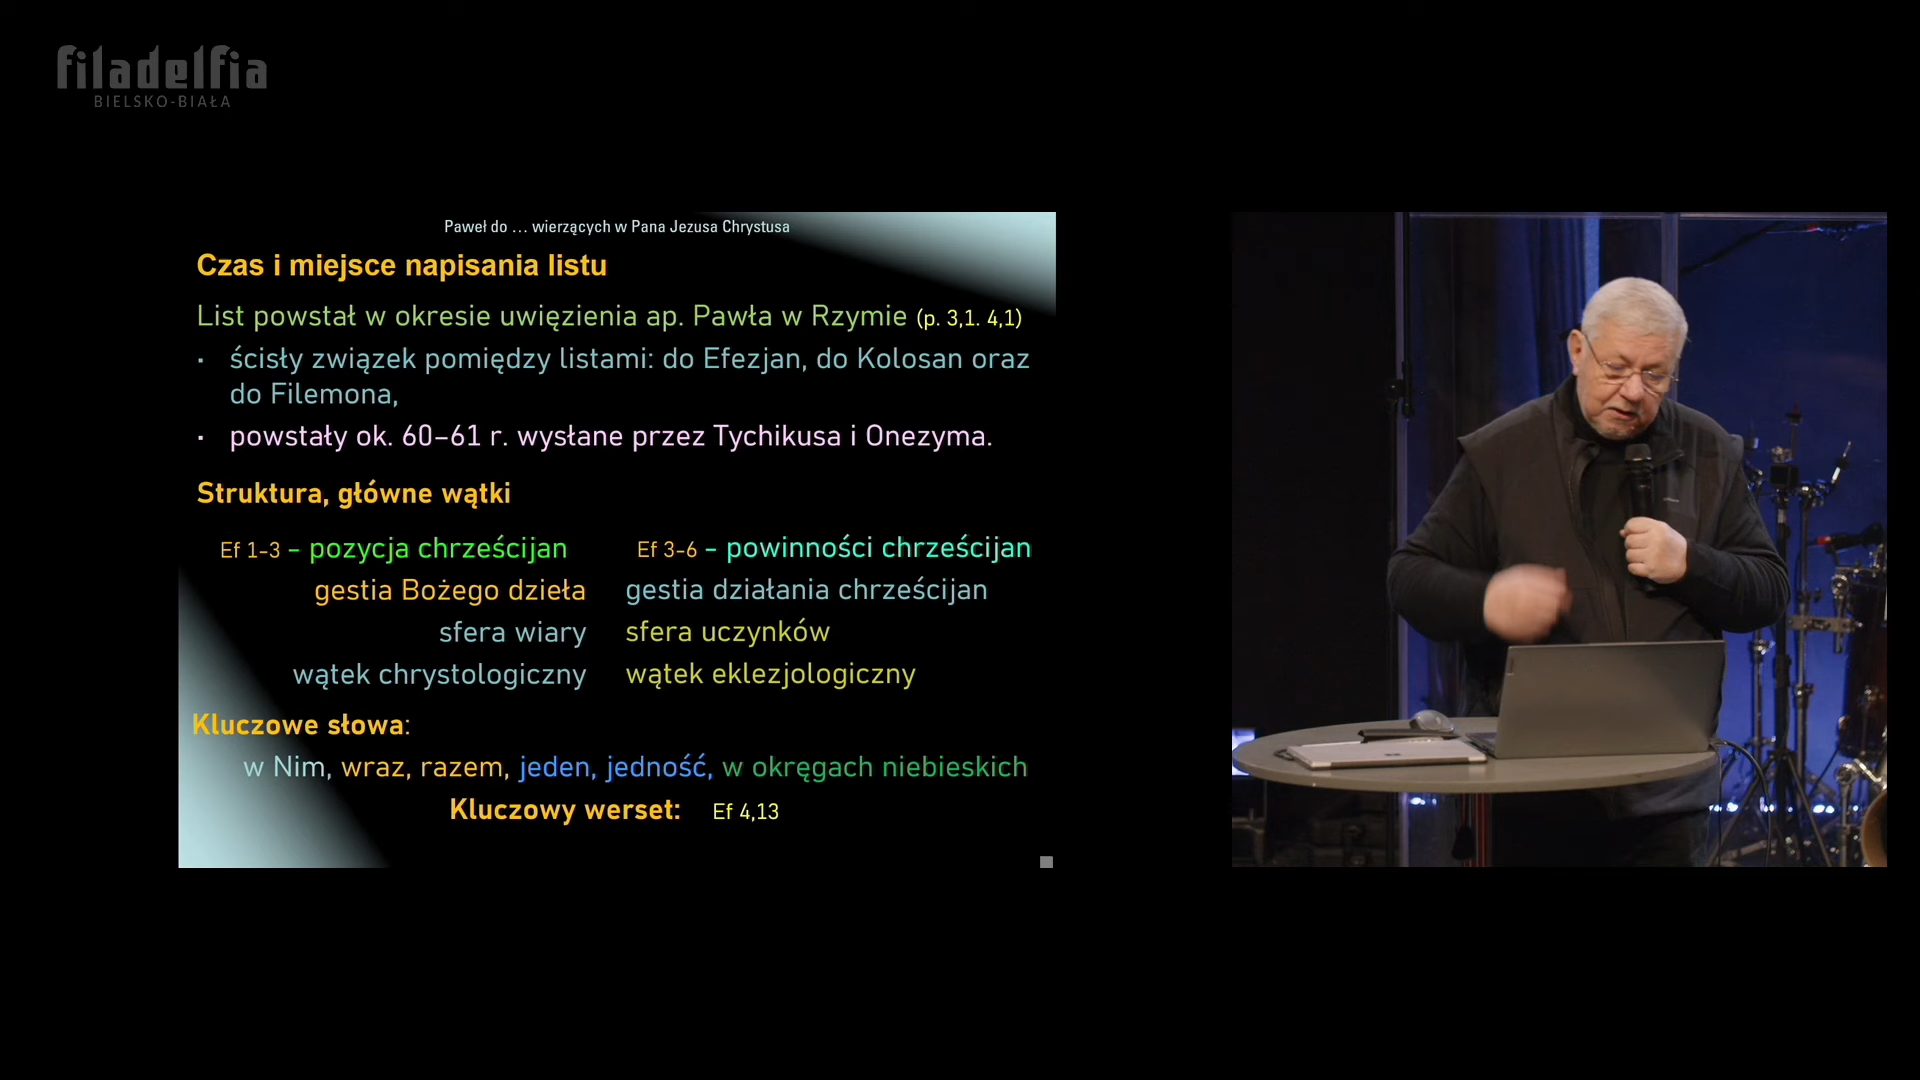 filadelfia
BIELSKO-BIAŁA
Paweł do … wierzących w Pana Jezusa Chrystusa
Czas i miejsce napisania listu
List powstał w okresie uwięzienia ap. Pawła w Rzymie (p. 3,1. 4,1)
· ścisły związek pomiędzy listami: do Efezjan, do Kolosan oraz
do Filemona,
· powstały ok. 60–61 r. wysłane przez Tychikusa i Onezyma.
Struktura, główne wątki
Ef 1-3 – pozycja chrześcijan
gestia Bożego dzieła
sfera wiary
wątek chrystologiczny
Ef 3-6 – powinności chrześcijan
gestia działania chrześcijan
sfera uczynków
wątek eklezjologiczny
Kluczowe słowa:
w Nim, wraz, razem, jeden, jedność, w okręgach niebieskich
Kluczowy werset: Ef 4,13